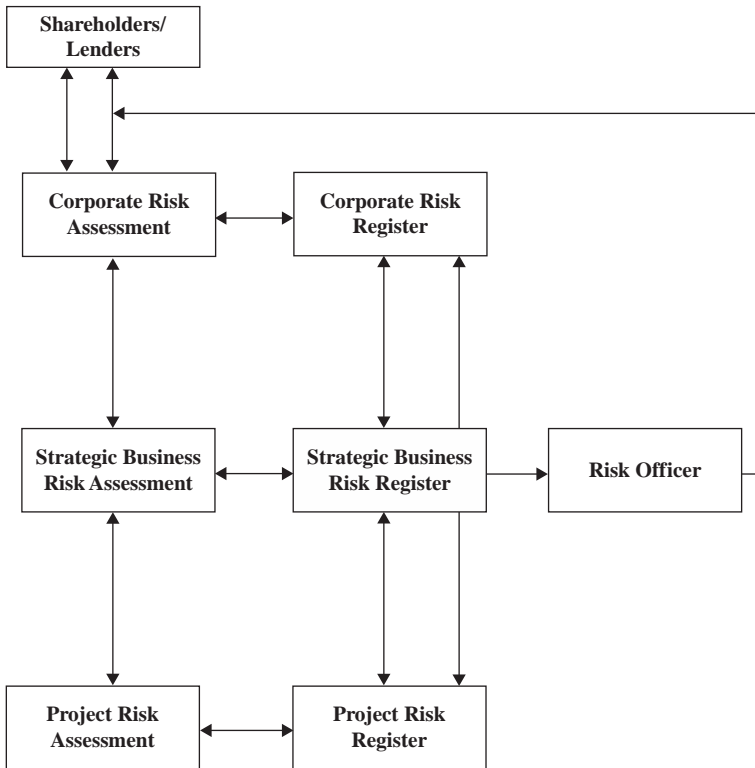 Shareholders/
Lenders
Corporate Risk
Assessment
Corporate Risk
Register
Strategic Business
Risk Assessment
Strategic Business
Risk Register
Risk Officer
Project Risk
Assessment
Project Risk
Register